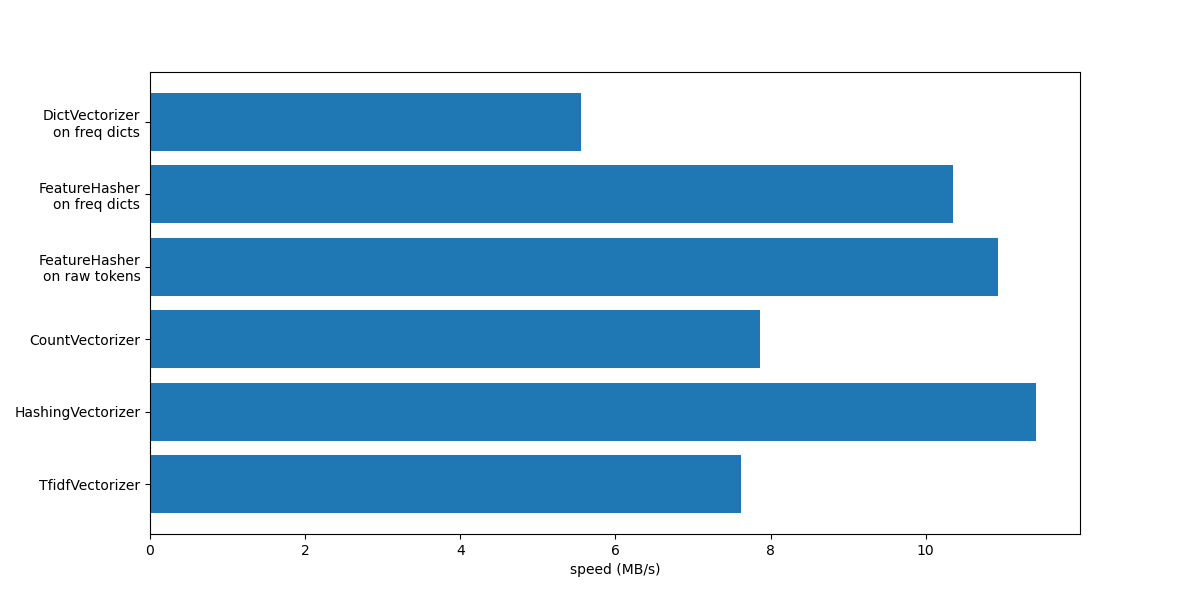 DictVectorizer
on freq dicts
FeatureHasher
on freq dicts
FeatureHasher
on raw tokens
CountVectorizer
HashingVectorizer
TfidfVectorizer
0 2 4 6 8 10
speed (MB/s)